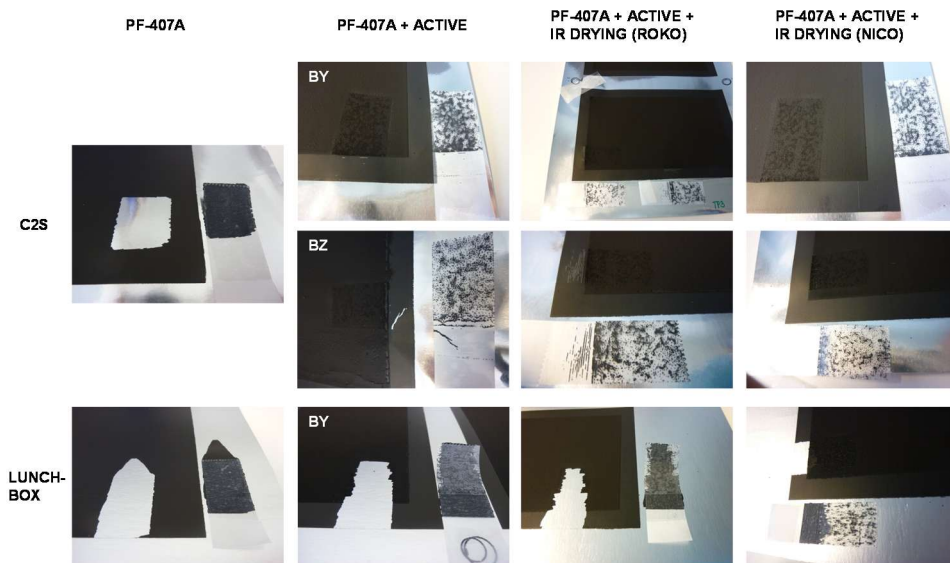 PF-407A
PF-407A + ACTIVE
PF-407A + ACTIVE +
IR DRYING (ROKO)
PF-407A + ACTIVE +
IR DRYING (NICO)
C2S
BY
BZ
LUNCH-
BOX
BY